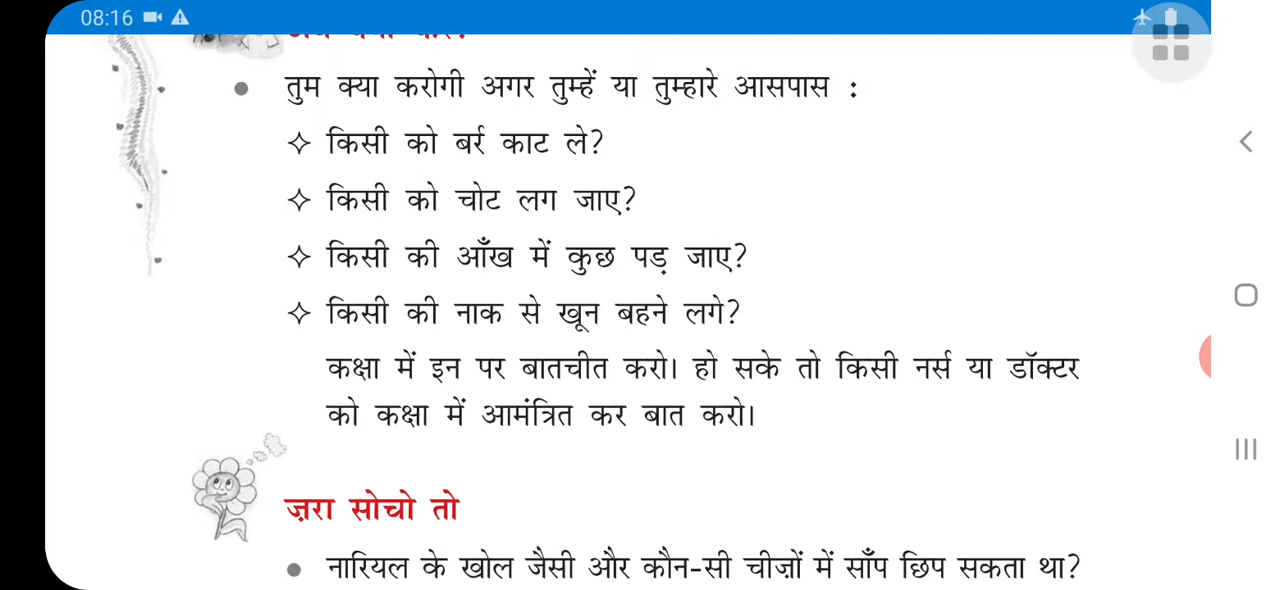 08:16
तुम क्या करोगी अगर तुम्हें या तुम्हारे आसपास :
किसी को बर्र काट ले?
किसी को चोट लग जाए?
किसी की आँख में कुछ पड़ जाए?
किसी की नाक से खून बहने लगे?
कक्षा में इन पर बातचीत करो। हो सके तो किसी नर्स या डॉक्टर
को कक्षा में आमंत्रित कर बात करो।
ज़रा सोचो तो
नारियल के खोल जैसी और कौन-सी चीज़ों में साँप छिप सकता था?